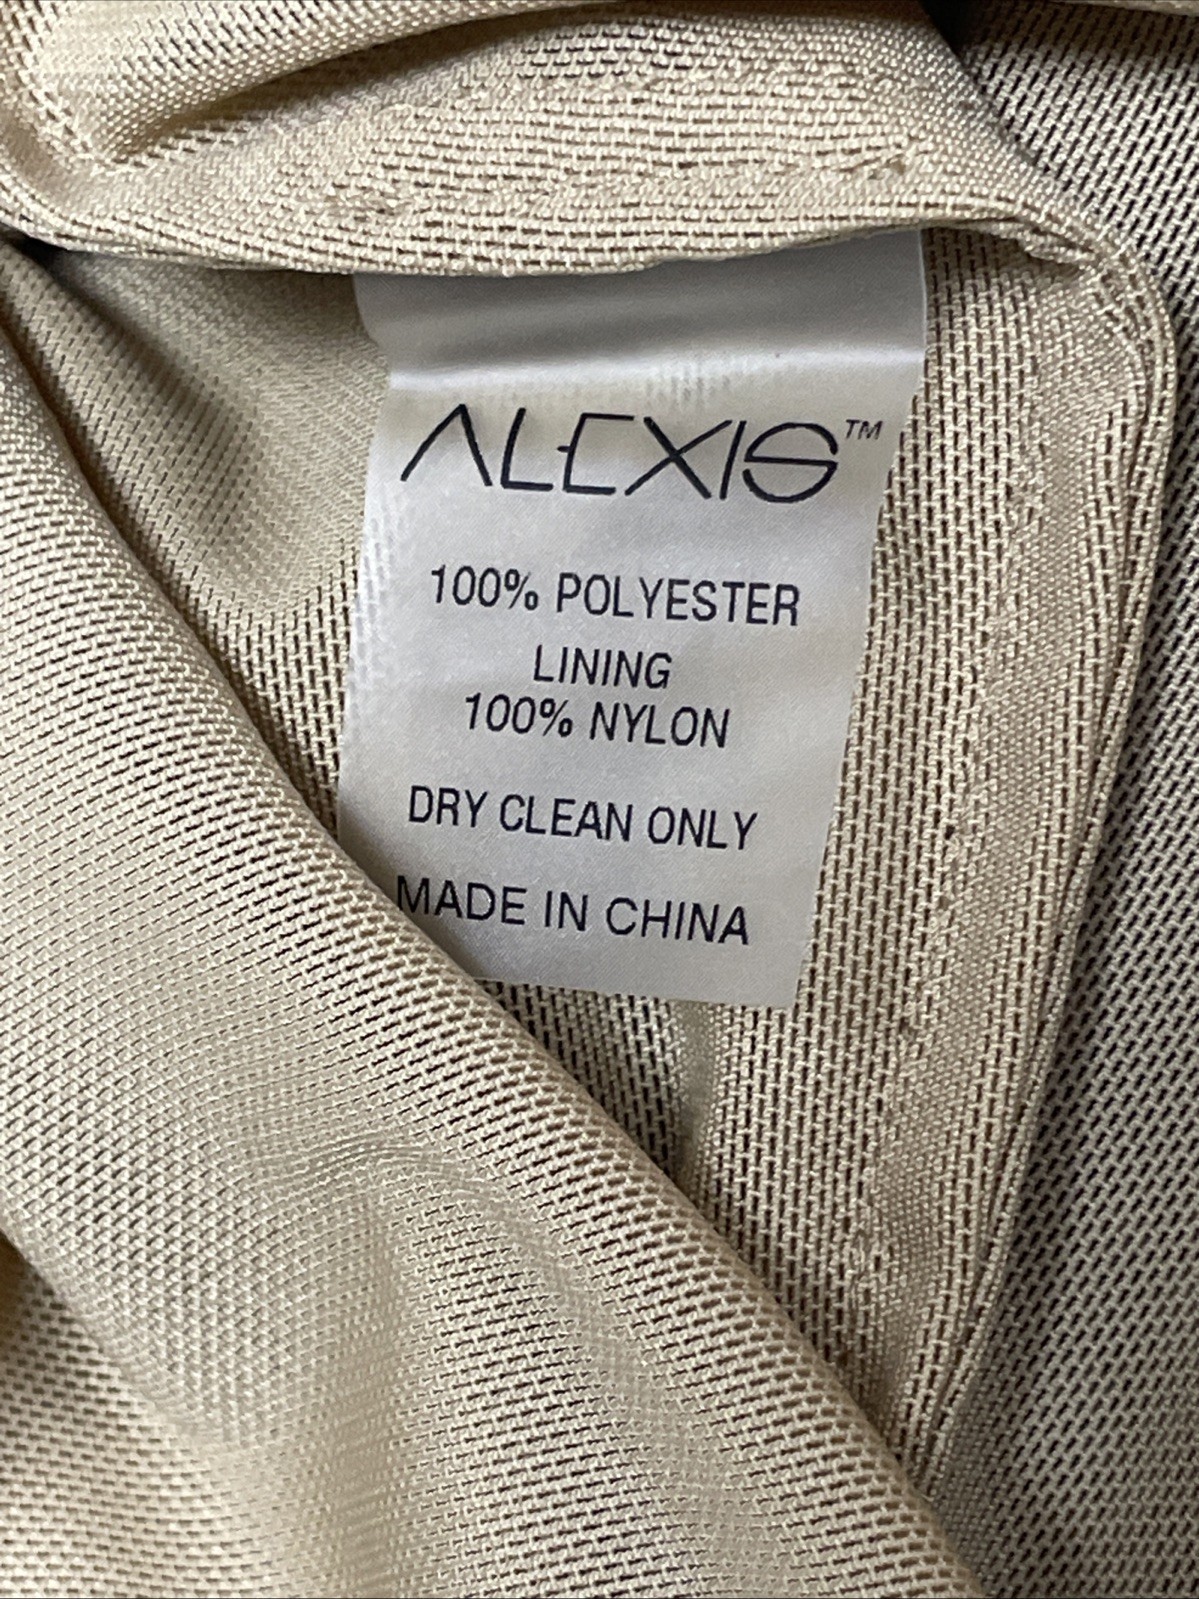 ALEXIS™
100% POLYESTER
LINING
100% NYLON
DRY CLEAN ONLY
MADE IN CHINA